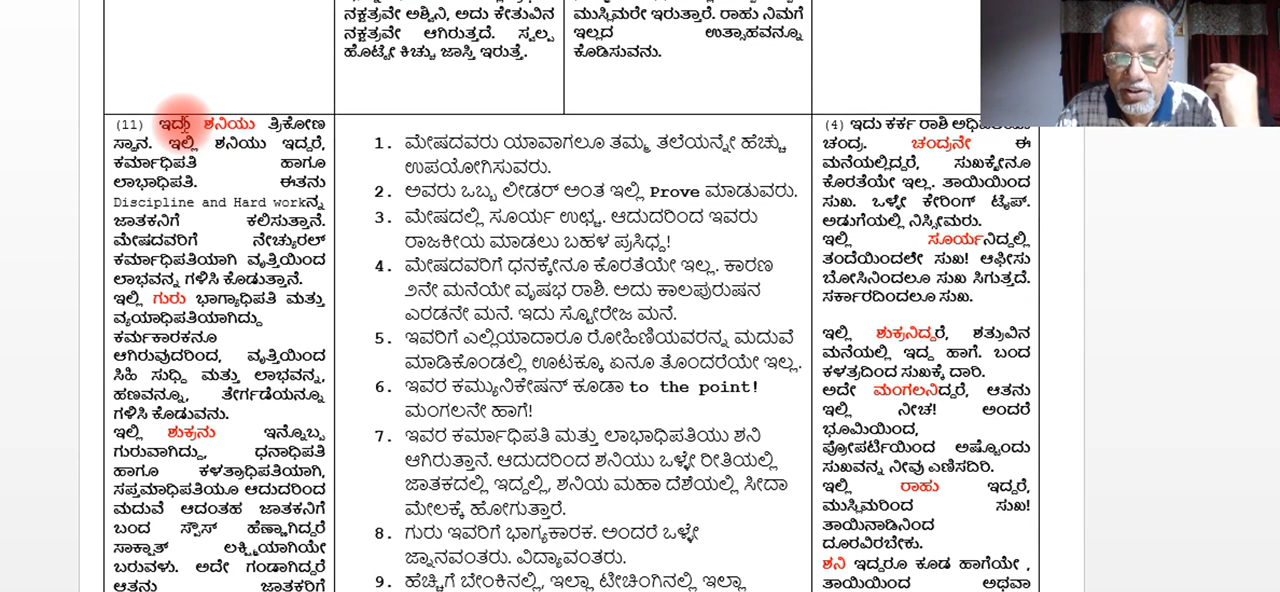 ನಕ್ಷತ್ರವೇ ಅಶ್ವಿನಿ, ಅದು ಕೇತುವಿನ
ನಕ್ಷತ್ರವೇ ಆಗಿರುತ್ತದೆ. ಸ್ವಲ್ಪ
ಹೊಟ್ಟೇ ಕಿಚ್ಚು ಜಾಸ್ತಿ ಇರುತ್ತೆ.
ಮುಸ್ಲಿಮರೇ ಇರುತ್ತಾರೆ. ರಾಹು ನಿಮಗೆ
ಇಲ್ಲದ ಉತ್ಸಾಹವನ್ನೂ
ಕೊಡಿಸುವನು.
(11) ಇದ್ರೆ ಶನಿಯು ತ್ರಿಕೋಣ
ಸ್ಥಾನ. ಇಲ್ಲಿ ಶನಿಯು ಇದ್ದರೆ,
ಕರ್ಮಾಧಿಪತಿ ಹಾಗೂ
ಲಾಭಾಧಿಪತಿ. ಈತನು
Discipline and Hard workನ್ನ
ಜಾತಕನಿಗೆ ಕಲಿಸುತ್ತಾನೆ.
ಮೇಷದವರಿಗೆ ನೇಚ್ಯುರಲ್
ಕರ್ಮಾಧಿಪತಿಯಾಗಿ ವೃತ್ತಿಯಿಂದ
ಲಾಭವನ್ನ ಗಳಿಸಿ ಕೊಡುತ್ತಾನೆ.
ಇಲ್ಲಿ ಗುರು ಭಾಗ್ಯಾಧಿಪತಿ ಮತ್ತು
ವ್ಯಯಾಧಿಪತಿಯಾಗಿದ್ದು
ಕರ್ಮಕಾರಕನೂ
ಆಗಿರುವುದರಿಂದ, ವೃತ್ತಿಯಿಂದ
ಸಿಹಿ ಸುದ್ಧಿ ಮತ್ತು ಲಾಭವನ್ನ,
ಹಣವನ್ನೂ, ತೇರ್ಗಡೆಯನ್ನೂ
ಗಳಿಸಿ ಕೊಡುವನು.
ಇಲ್ಲಿ ಶುಕ್ರನು ಇನ್ನೊಬ್ಬ
ಗುರುವಾಗಿದ್ದು, ಧನಾಧಿಪತಿ
ಹಾಗೂ ಕಳತ್ರಾಧಿಪತಿಯಾಗಿ,
ಸಪ್ತಮಾಧಿಪತಿಯೂ ಆದುದರಿಂದ
ಮದುವೆ ಆದಂತಹ ಜಾತಕನಿಗೆ
ಬಂದ ಸ್ಪೌಸ್ ಹೆಣ್ಣಾಗಿದ್ದರೆ
ಸಾಕ್ಷಾತ್ ಲಕ್ಷ್ಮಿಯಾಗಿಯೇ
ಬರುವಳು. ಅದೇ ಗಂಡಾಗಿದ್ದರೆ
ಆತನು ಜಾತಕರಿಗೆ
1. ಮೇಷದವರು ಯಾವಾಗಲೂ ತಮ್ಮ ತಲೆಯನ್ನೇ ಹೆಚ್ಚು
ಉಪಯೋಗಿಸುವರು.
2. ಅವರು ಒಬ್ಬ ಲೀಡರ್ ಅಂತ ಇಲ್ಲಿ Prove ಮಾಡುವರು.
3. ಮೇಷದಲ್ಲಿ ಸೂರ್ಯ ಉಛ್ಛ. ಆದುದರಿಂದ ಇವರು
ರಾಜಕೀಯ ಮಾಡಲು ಬಹಳ ಪ್ರಸಿಧ್ದ!
4. ಮೇಷದವರಿಗೆ ಧನಕ್ಕೇನೂ ಕೊರತೆಯೇ ಇಲ್ಲ. ಕಾರಣ
೨ನೇ ಮನೆಯೇ ವೃಷಭ ರಾಶಿ. ಅದು ಕಾಲಪುರುಷನ
ಎರಡನೇ ಮನೆ. ಇದು ಸ್ಟೋರೇಜ ಮನೆ.
5. ಇವರಿಗೆ ಎಲ್ಲಿಯಾದಾರೂ ರೋಹಿಣಿಯವರನ್ನ ಮದುವೆ
ಮಾಡಿಕೊಂಡಲ್ಲಿ ಊಟಕ್ಕೂ ಏನೂ ತೊಂದರೆಯೇ ಇಲ್ಲ.
6. ಇವರ ಕಮ್ಯುನಿಕೇಷನ್ ಕೂಡಾ to the point!
ಮಂಗಲನೇ ಹಾಗೆ!
7. ಇವರ ಕರ್ಮಾಧಿಪತಿ ಮತ್ತು ಲಾಭಾಧಿಪತಿಯು ಶನಿ
ಆಗಿರುತ್ತಾನೆ. ಆದುದರಿಂದ ಶನಿಯು ಒಳ್ಳೇ ರೀತಿಯಲ್ಲಿ
ಜಾತಕದಲ್ಲಿ ಇದ್ದಲ್ಲಿ, ಶನಿಯ ಮಹಾ ದೆಶೆಯಲ್ಲಿ ಸೀದಾ
ಮೇಲಕ್ಕೆ ಹೋಗುತ್ತಾರೆ.
8. ಗುರು ಇವರಿಗೆ ಭಾಗ್ಯಕಾರಕ. ಅಂದರೆ ಒಳ್ಳೇ
ಜ್ನಾನವಂತರು. ವಿದ್ಯಾವಂತರು.
9. ಹೆಚ್ಚಿಗೆ ಬೇಂಕಿನಲ್ಲಿ, ಇಲ್ಲಾ ಟೀಚಿಂಗಿನಲ್ಲಿ ಇಲ್ಲಾ
(4) ಇದು ಕರ್ಕ ರಾಶಿ
ಚಂದ್ರ. ಚಂದ್ರನೇ ಈ
ಮನೆಯಲ್ಲಿದ್ದರೆ, ಸುಖಕ್ಕೇನೂ
ಕೊರತೆಯೇ ಇಲ್ಲ. ತಾಯಿಯಿಂದ
ಸುಖ. ಒಳ್ಳೇ ಕೇರಿಂಗ್ ಟೈಪ್.
ಅಡುಗೆಯಲ್ಲಿ ನಿಸ್ಸೀಮರು.
ಇಲ್ಲಿ ಸೂರ್ಯನಿದ್ದಲ್ಲಿ
ತಂದೆಯಿಂದಲೇ ಸುಖ! ಆಫೀಸು
ಬೋಸಿನಿಂದಲೂ ಸುಖ ಸಿಗುತ್ತದೆ.
ಸರ್ಕಾರದಿಂದಲೂ ಸುಖ.
ಇಲ್ಲಿ ಶುಕ್ರನಿದ್ದರೆ, ಶತ್ರುವಿನ
ಮನೆಯಲ್ಲಿ ಇದ್ದ ಹಾಗೆ. ಬಂದ
ಕಳತ್ರದಿಂದ ಸುಖಕ್ಕೆ ದಾರಿ.
ಅದೇ ಮಂಗಲನಿದ್ದರೆ, ಆತನು
ಇಲ್ಲಿ ನೀಚ! ಅಂದರೆ
ಭೂಮಿಯಿಂದ,
ಪ್ರೋಪರ್ಟಿಯಿಂದ ಅಷ್ಟೊಂದು
ಸುಖವನ್ನ ನೀವು ಎಣಿಸದಿರಿ.
ಇಲ್ಲಿ ರಾಹು ಇದ್ದರೆ,
ಮುಸ್ಲಿಮರಿಂದ ಸುಖ!
ತಾಯಿನಾಡಿನಿಂದ
ದೂರವಿರಬೇಕು.
ಶನಿ ಇದ್ದರೂ ಕೂಡ ಹಾಗೆಯೇ,
ತಾಯಿಯಿಂದ ಅಥವಾ